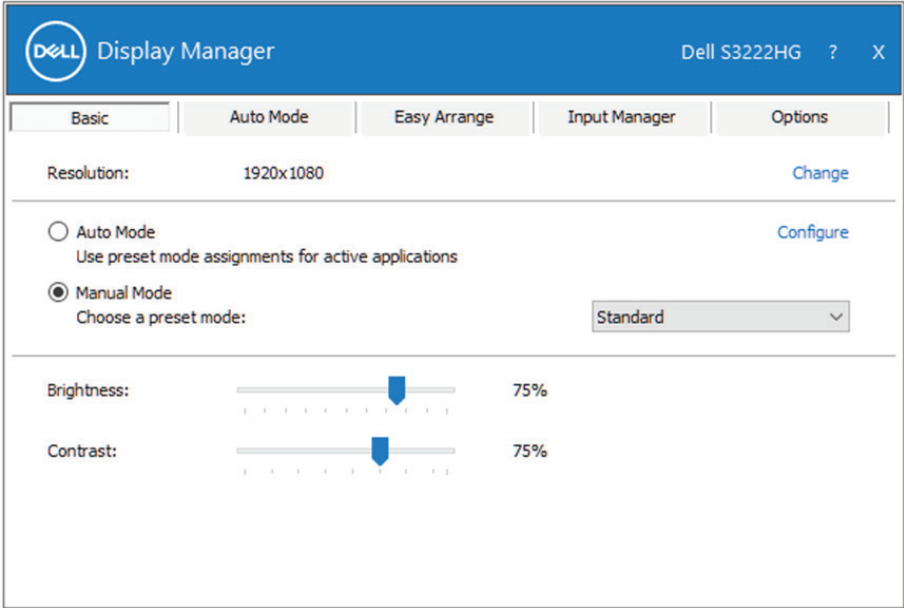 DELL Display Manager Dell S3222HG ? X
Basic Auto Mode Easy Arrange Input Manager Options
Resolution: 1920x1080 Change
Auto Mode Configure
Use preset mode assignments for active applications
Manual Mode
Choose a preset mode: Standard
Brightness: 75%
Contrast: 75%